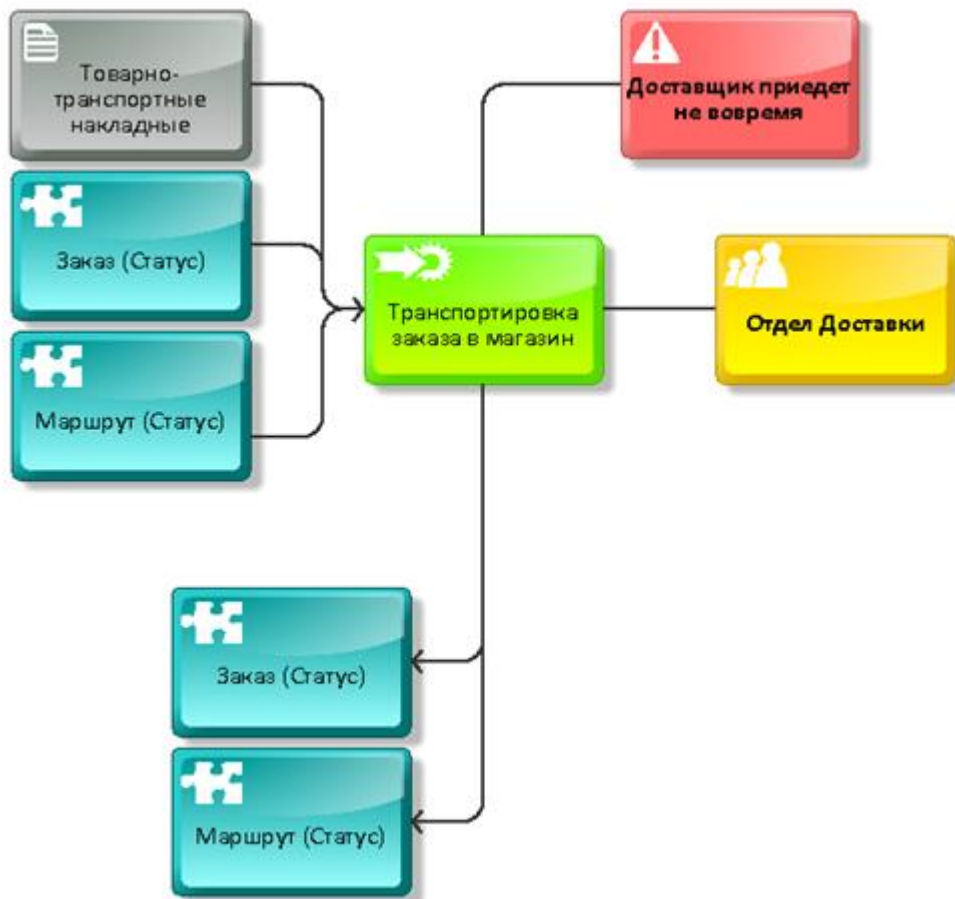 Товарно-
транспортные
накладные
Доставщик приедет
не вовремя
Заказ (Статус)
Транспортировка
заказа в магазин
Отдел Доставки
Маршрут (Статус)
Заказ (Статус)
Маршрут (Статус)